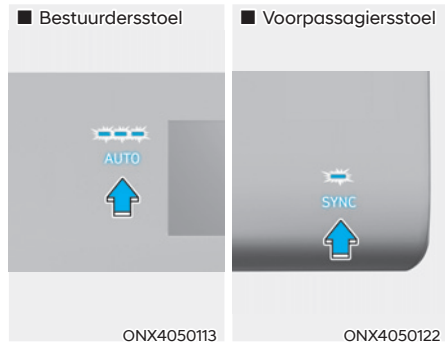 ■ Bestuurdersstoel
AUTO
ONX4050113
■ Voorpassagiersstoel
SYNC
ONX4050122